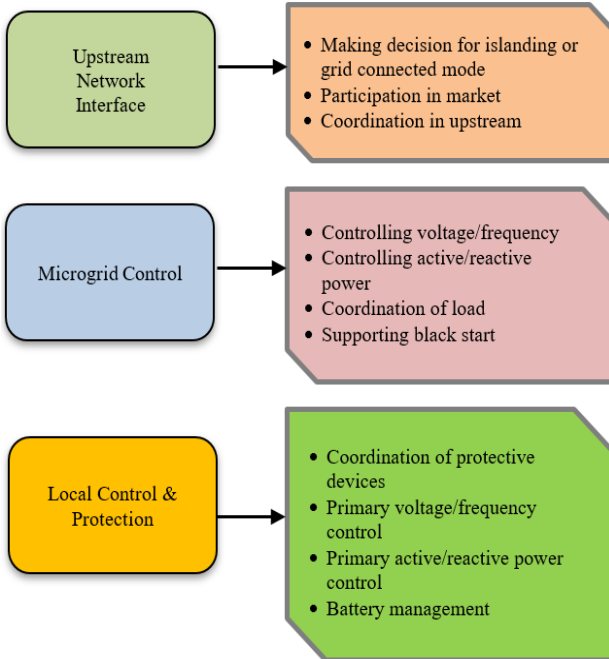 Upstream
Network
Interface
• Making decision for islanding or
grid connected mode
• Participation in market
• Coordination in upstream
Microgrid Control
• Controlling voltage/frequency
• Controlling active/reactive
power
• Coordination of load
• Supporting black start
Local Control &
Protection
• Coordination of protective
devices
• Primary voltage/frequency
control
• Primary active/reactive power
control
• Battery management